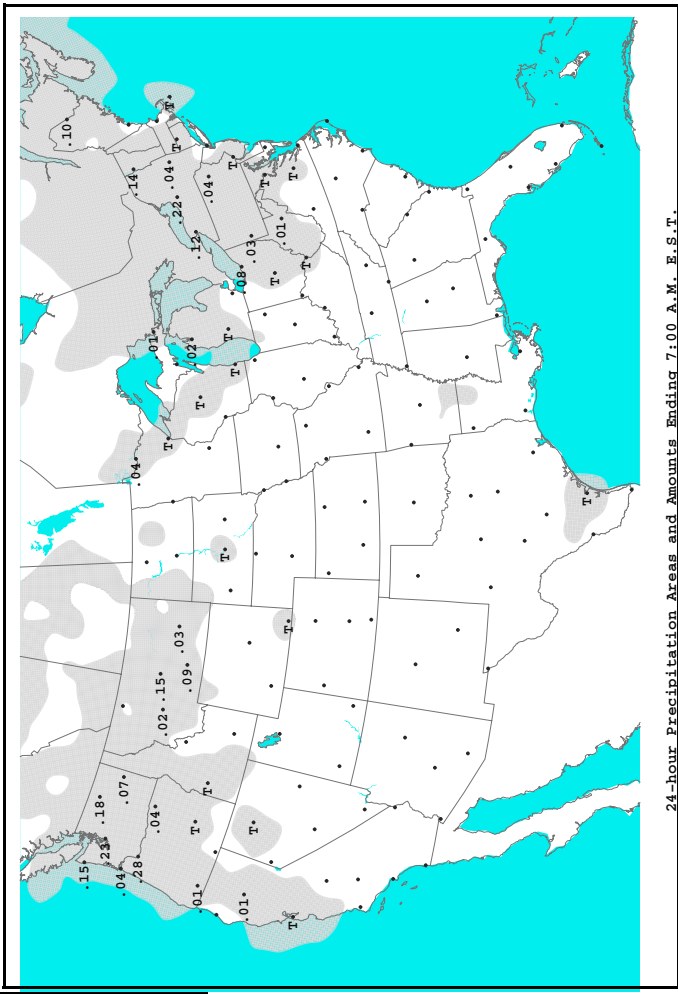 .10
.15
.18
.23
.04
.07
.14
.04
.28
.01
.04
.15
.02
T
.04
T
T
.22
.03
.09
.02
T
.12
.01
T
T
.04
T
T
T
T
.08
.01
.03
T
T
T
.01
T
T
T
T
T
24-hour Precipitation Areas and Amounts Ending 7:00 A.M. E.S.T.